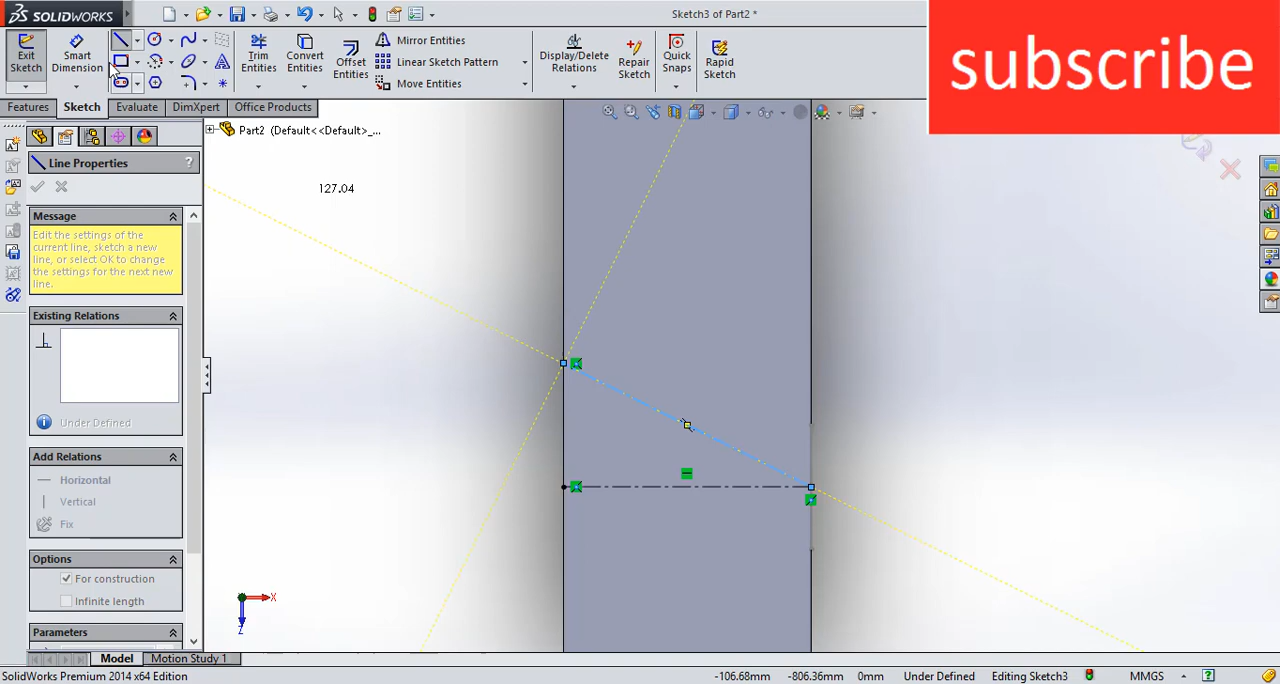 SOLIDWORKS
Sketch3 of Part2 *
subscribe
Exit Sketch
Smart Dimension
Trim Entities
Convert Entities
Offset Entities
Mirror Entities
Linear Sketch Pattern
Move Entities
Display/Delete Relations
Repair Sketch
Quick Snaps
Rapid Sketch
Features
Sketch
Evaluate
DimXpert
Office Products
Part2 (Default<<Default>_...
Line Properties
?
127.04
Message
Edit the settings of the
current line, sketch a new
line, or select OK to change
the settings for the next new
line.
Existing Relations
Under Defined
Add Relations
Horizontal
Vertical
Fix
Options
For construction
Infinite length
Parameters
X
Z
Model
Motion Study 1
SolidWorks Premium 2014 x64 Edition
-106.68mm
-806.36mm
0mm
Under Defined
Editing Sketch3
MMGS